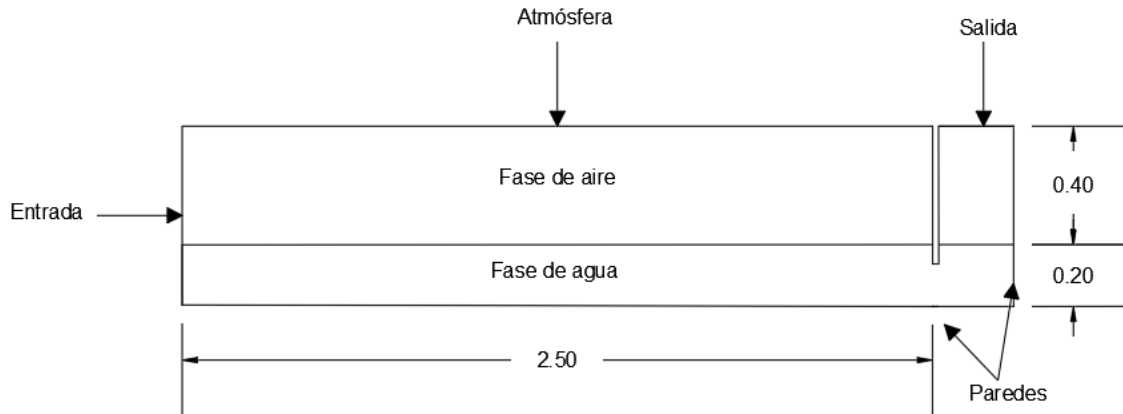 Atmósfera
Salida
Fase de aire
0.40
Entrada
Fase de agua
0.20
2.50
Paredes